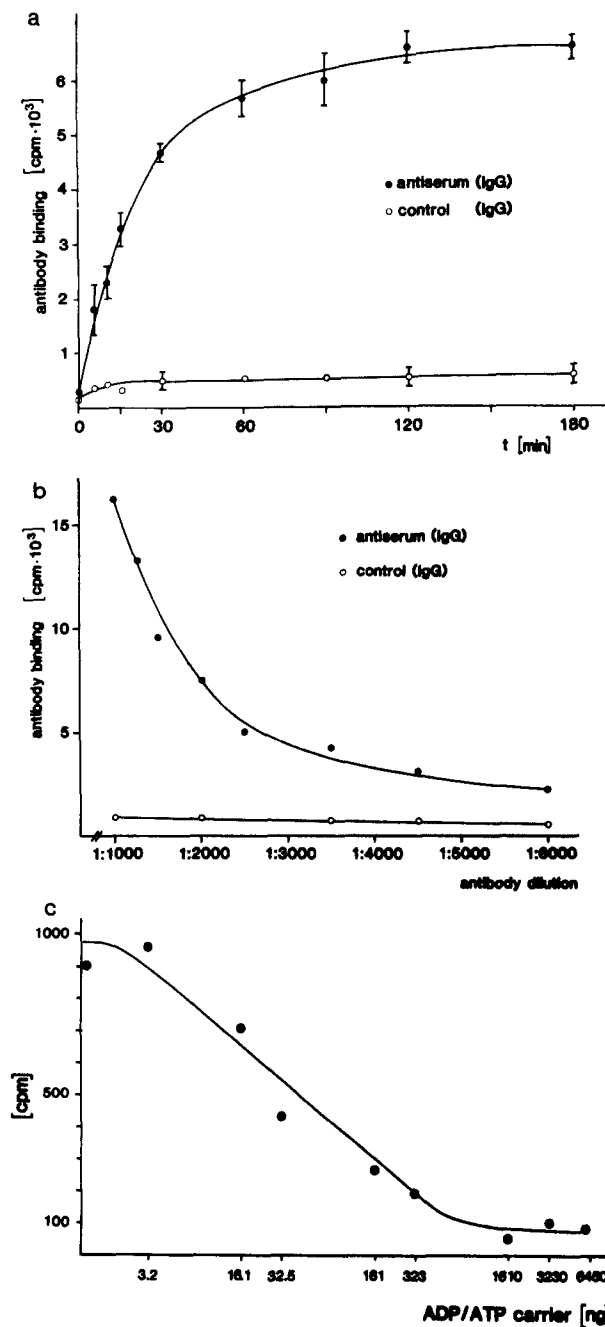 a
antibody binding [cpm·10³]
6
5
4
3
2
1
antiserum (IgG)
control (IgG)
0
30
60
90
120
180
t [min]
b
antibody binding [cpm·10³]
15
10
5
antiserum (IgG)
control (IgG)
1:1000
1:2000
1:3000
1:4000
1:5000
1:6000
antibody dilution
c
[cpm]
1000
500
100
3.2
16.1
32.5
161
323
1610
3230
6460
ADP/ATP carrier [ng]